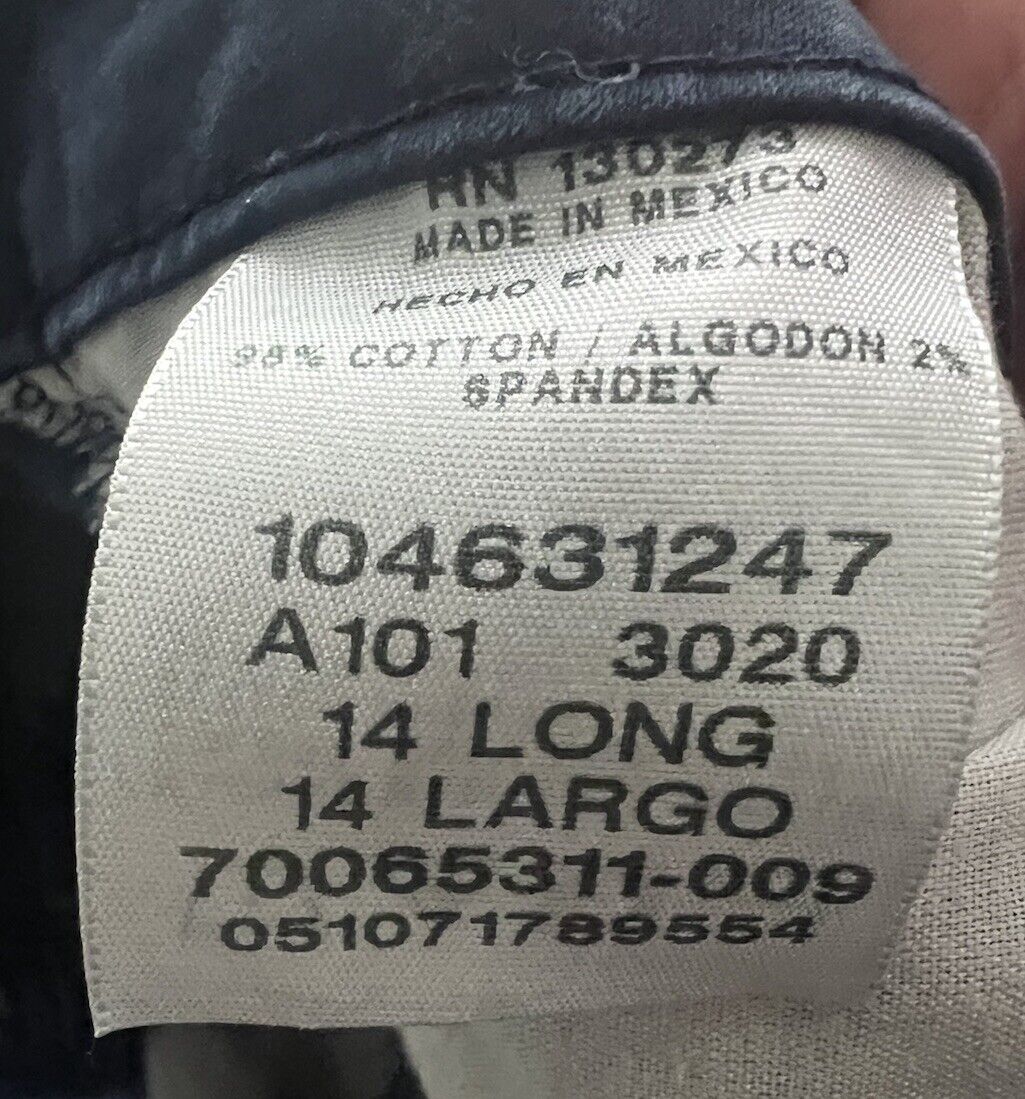 RN 130273
MADE IN MEXICO
HECHO EN MEXICO
98% COTTON / ALGODON 2%
SPANDEX
104631247
A101 3020
14 LONG
14 LARGO
70065311-009
051071789554